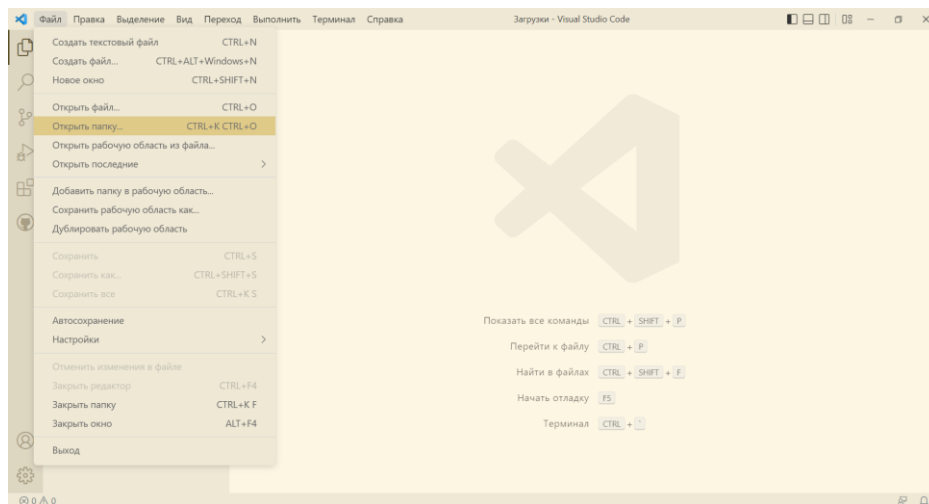 Файл Правка Выделение Вид Переход Выполнить Терминал Справка
Загрузки - Visual Studio Code
Создать текстовый файл CTRL+N
Создать файл... CTRL+ALT+Windows+N
Новое окно CTRL+SHIFT+N
Открыть файл... CTRL+O
Открыть папку... CTRL+K CTRL+O
Открыть рабочую область из файла...
Открыть последние
Добавить папку в рабочую область...
Сохранить рабочую область как...
Дублировать рабочую область
Сохранить CTRL+S
Сохранить как... CTRL+SHIFT+S
Сохранить все CTRL+K S
Автосохранение
Настройки
Отменить изменения в файле
Закрыть редактор CTRL+F4
Закрыть папку CTRL+K F
Закрыть окно ALT+F4
Выход
Показать все команды CTRL + SHIFT + P
Перейти к файлу CTRL + P
Найти в файлах CTRL + SHIFT + F
Начать отладку F5
Терминал CTRL + `
0 0